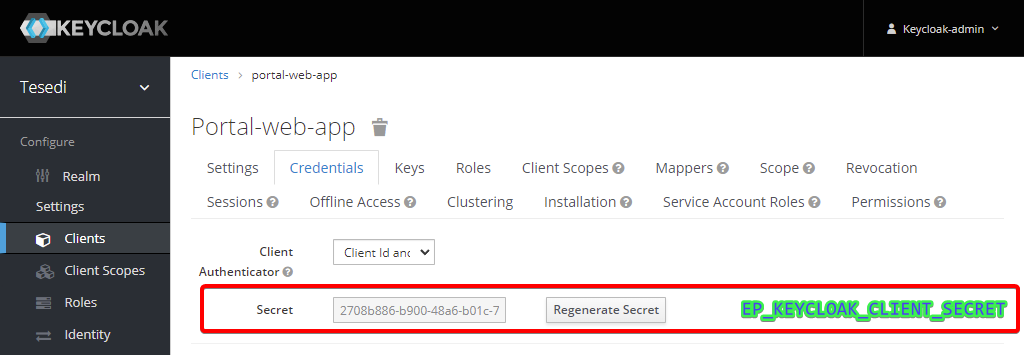 KEYCLOAK
Keycloak-admin
Tesedi
Clients > portal-web-app
Portal-web-app
Configure
Settings Credentials Keys Roles Client Scopes Mappers Scope Revocation
Realm
Settings
Sessions Offline Access Clustering Installation Service Account Roles Permissions
Clients
Client Client Id and
Authenticator
Client Scopes
Roles
Secret 2708b886-b900-48a6-b01c-7 Regenerate Secret EP_KEYCLOAK_CLIENT_SECRET
Identity